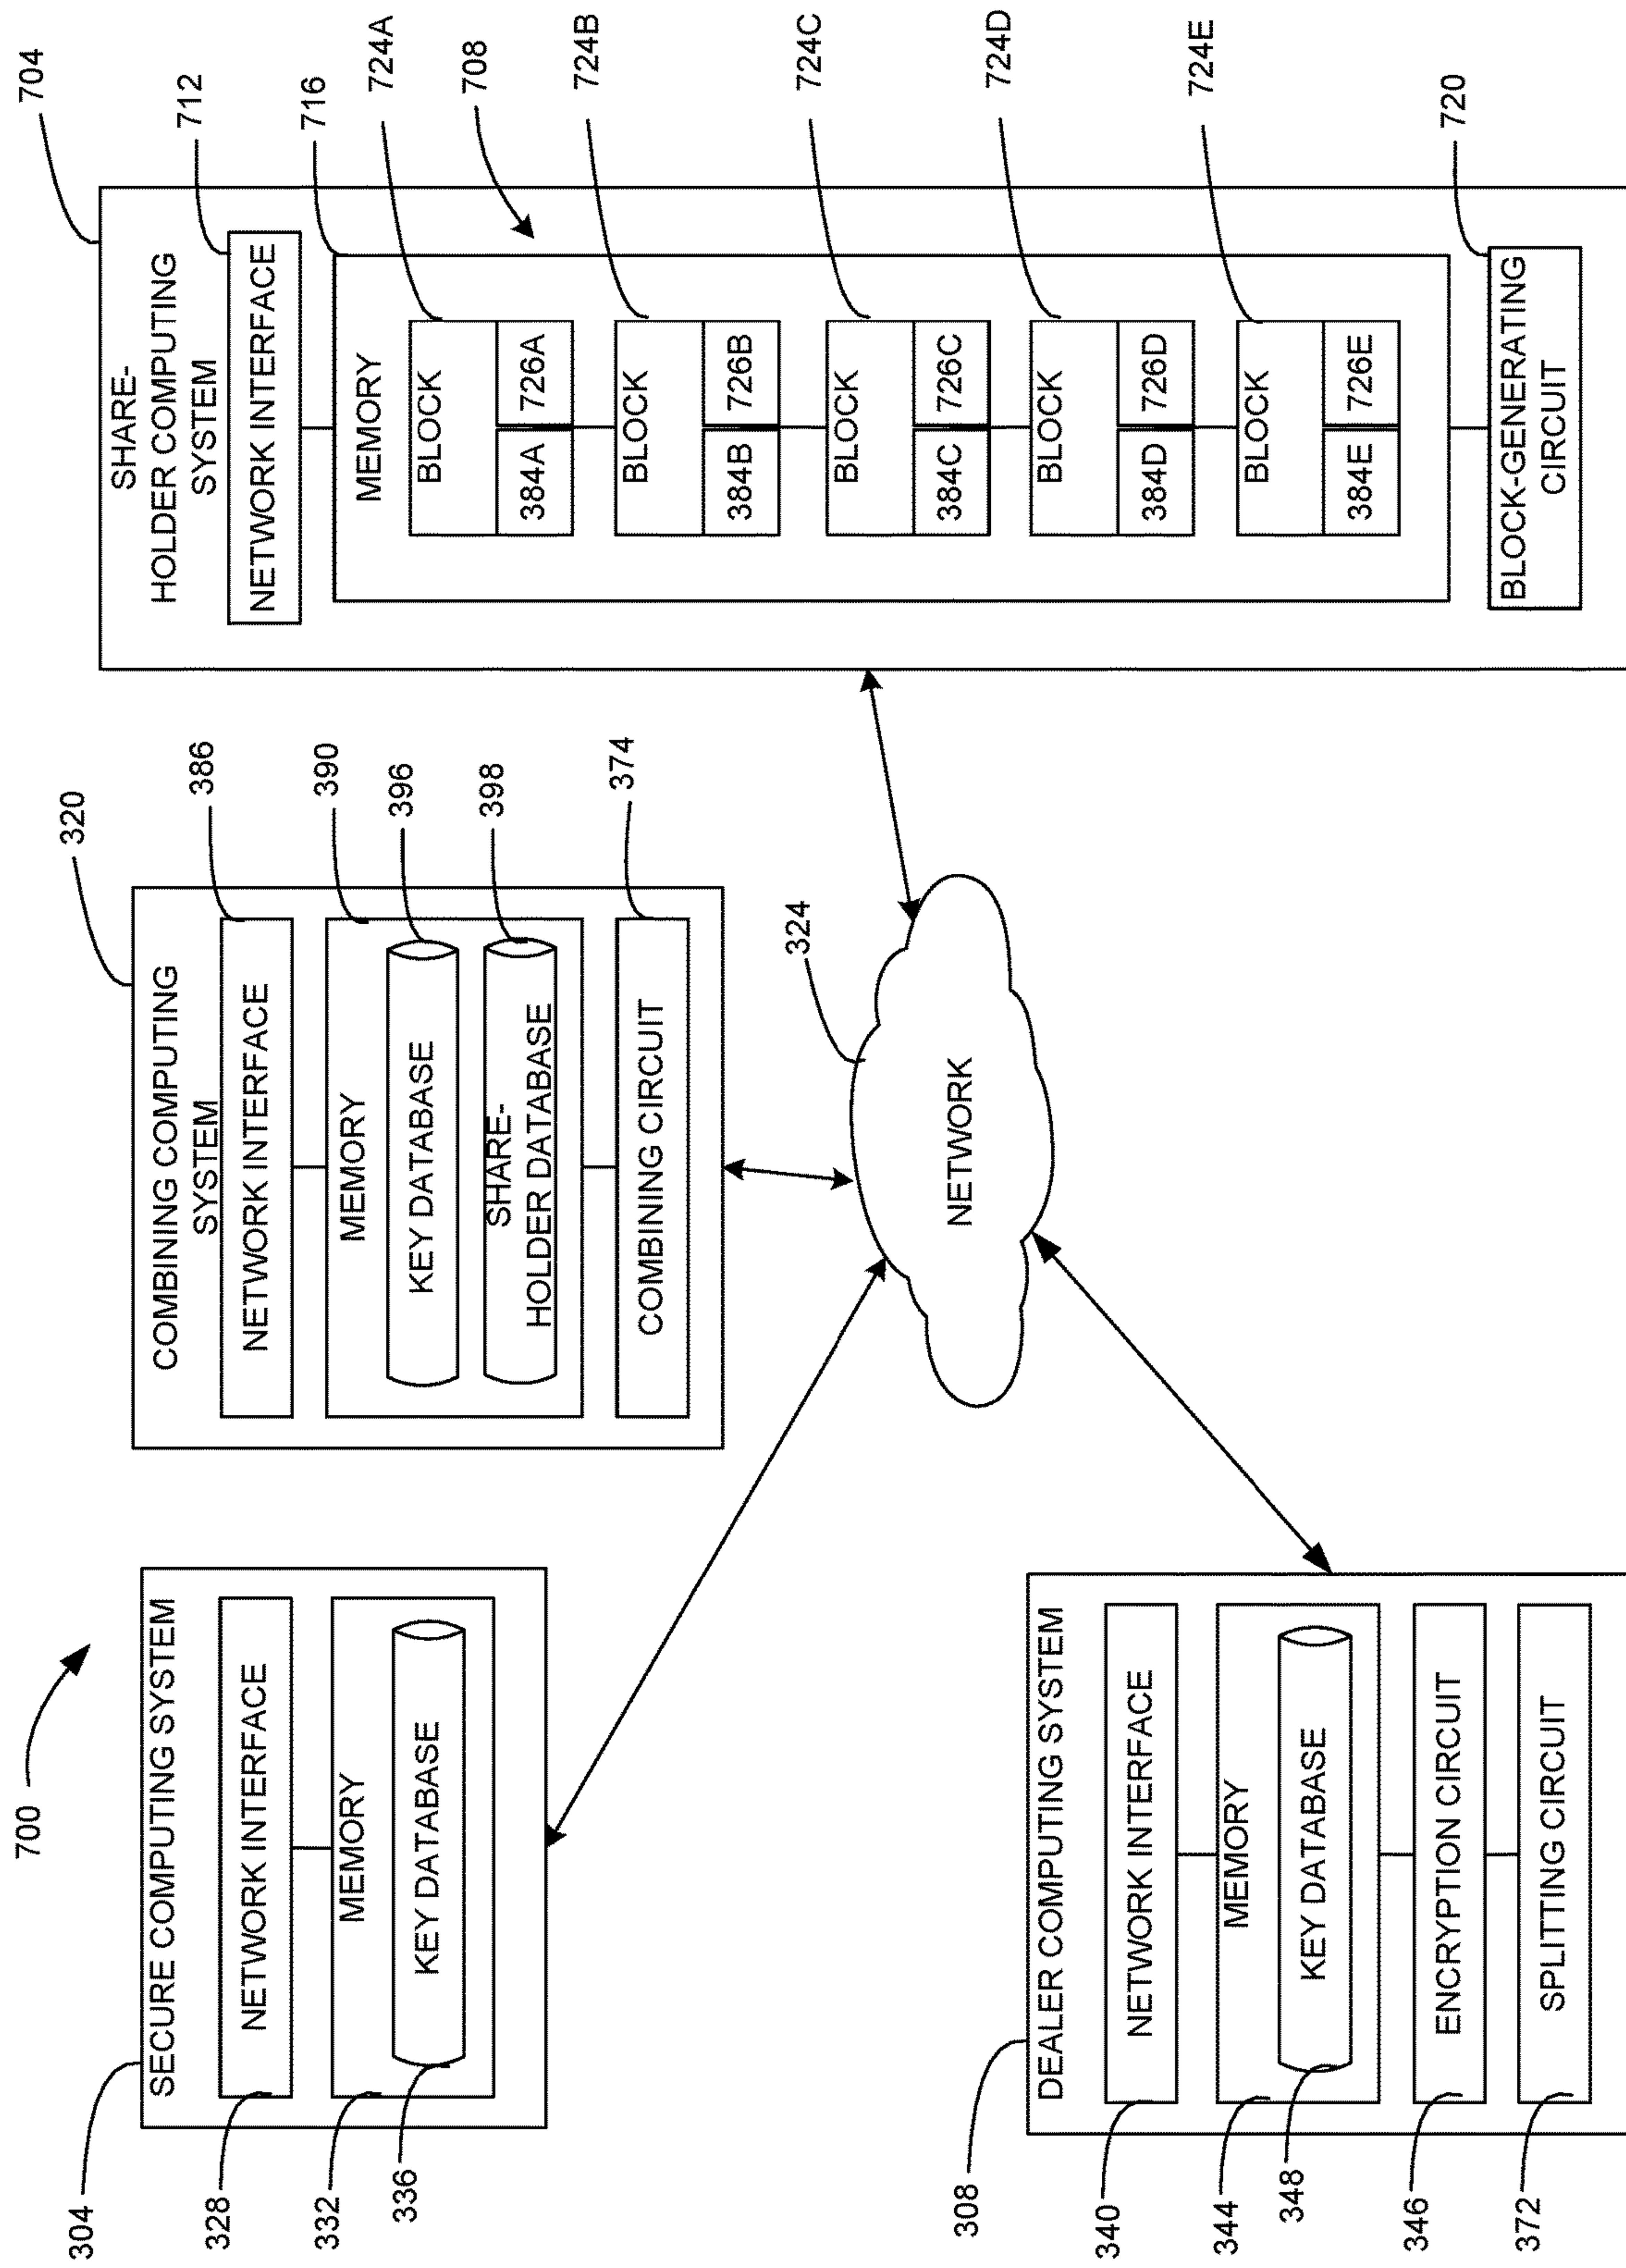 700
304
SECURE COMPUTING SYSTEM
328
NETWORK INTERFACE
332
MEMORY
336
KEY DATABASE
320
COMBINING COMPUTING
SYSTEM
386
NETWORK INTERFACE
390
MEMORY
396
KEY DATABASE
398
SHARE-
HOLDER DATABASE
374
COMBINING CIRCUIT
704
SHARE-
HOLDER COMPUTING
SYSTEM
712
NETWORK INTERFACE
716
MEMORY
708
724A
BLOCK
384A
726A
724B
BLOCK
384B
726B
724C
BLOCK
384C
726C
724D
BLOCK
384D
726D
724E
BLOCK
384E
726E
720
BLOCK-GENERATING
CIRCUIT
324
NETWORK
308
DEALER COMPUTING SYSTEM
340
NETWORK INTERFACE
344
MEMORY
348
KEY DATABASE
346
ENCRYPTION CIRCUIT
372
SPLITTING CIRCUIT